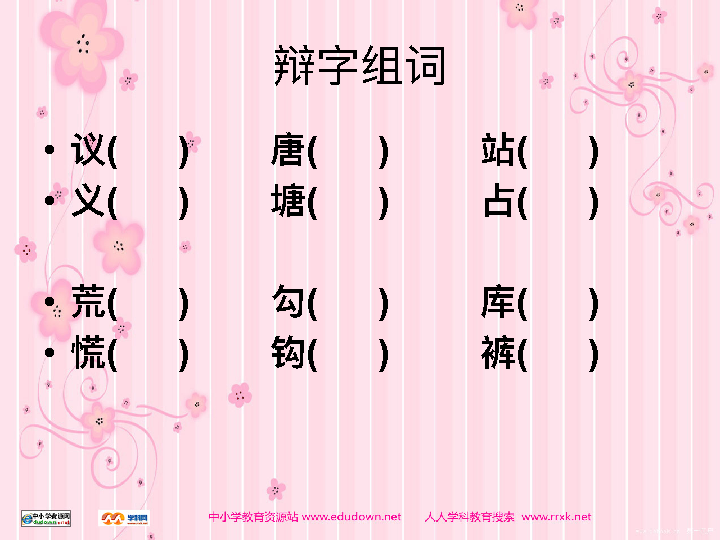 辩字组词
• 议(      )      唐(      )      站(      )
• 义(      )      塘(      )      占(      )
• 荒(      )      勾(      )      库(      )
• 慌(      )      钩(      )      裤(      )
中小学教育资源站 www.edudown.net      人人学科教育搜索  www.rrxk.net